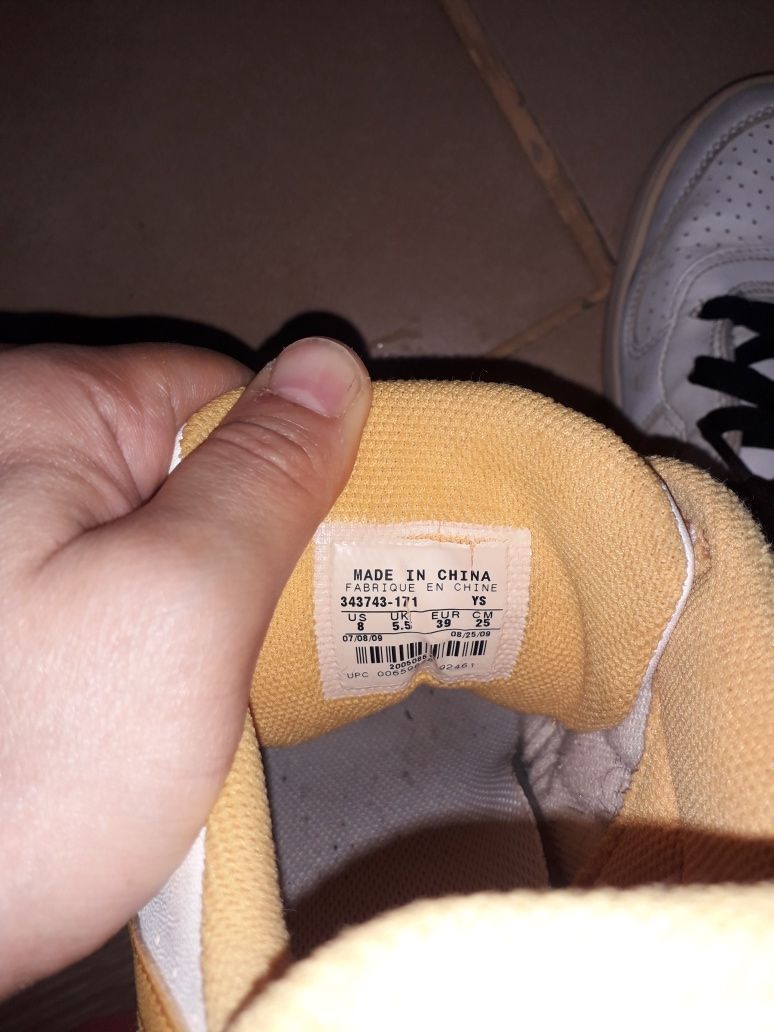 MADE IN CHINA
FABRIQUE EN CHINE
343743-171 YS
US UK EUR CM
8 5.5 39 25
07/08/09 08/25/09
UPC